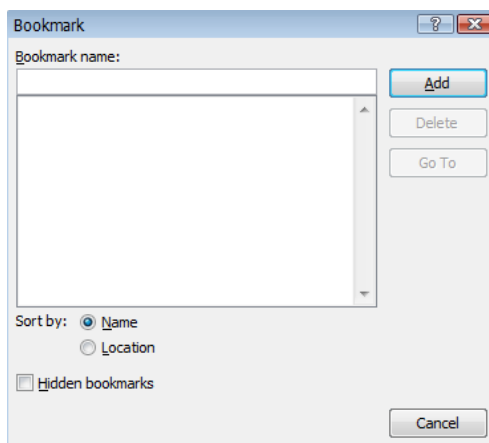 Bookmark
Bookmark name:
Add
Delete
Go To
Sort by: Name
Location
Hidden bookmarks
Cancel